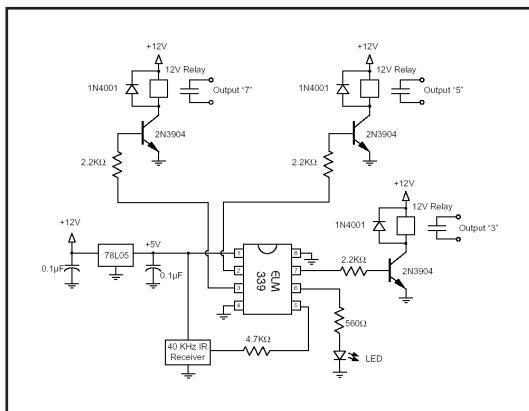 +12V
12V Relay
1N4001
Output "7"
2N3904
2.2KΩ
+12V
12V Relay
1N4001
Output "5"
2N3904
2.2KΩ
+12V
12V Relay
1N4001
Output "3"
2.2KΩ
2N3904
+12V
78L05
+5V
0.1µF
0.1µF
1
2
3
4
ELM
339
8
7
6
5
560Ω
LED
4.7KΩ
40 KHz IR
Receiver